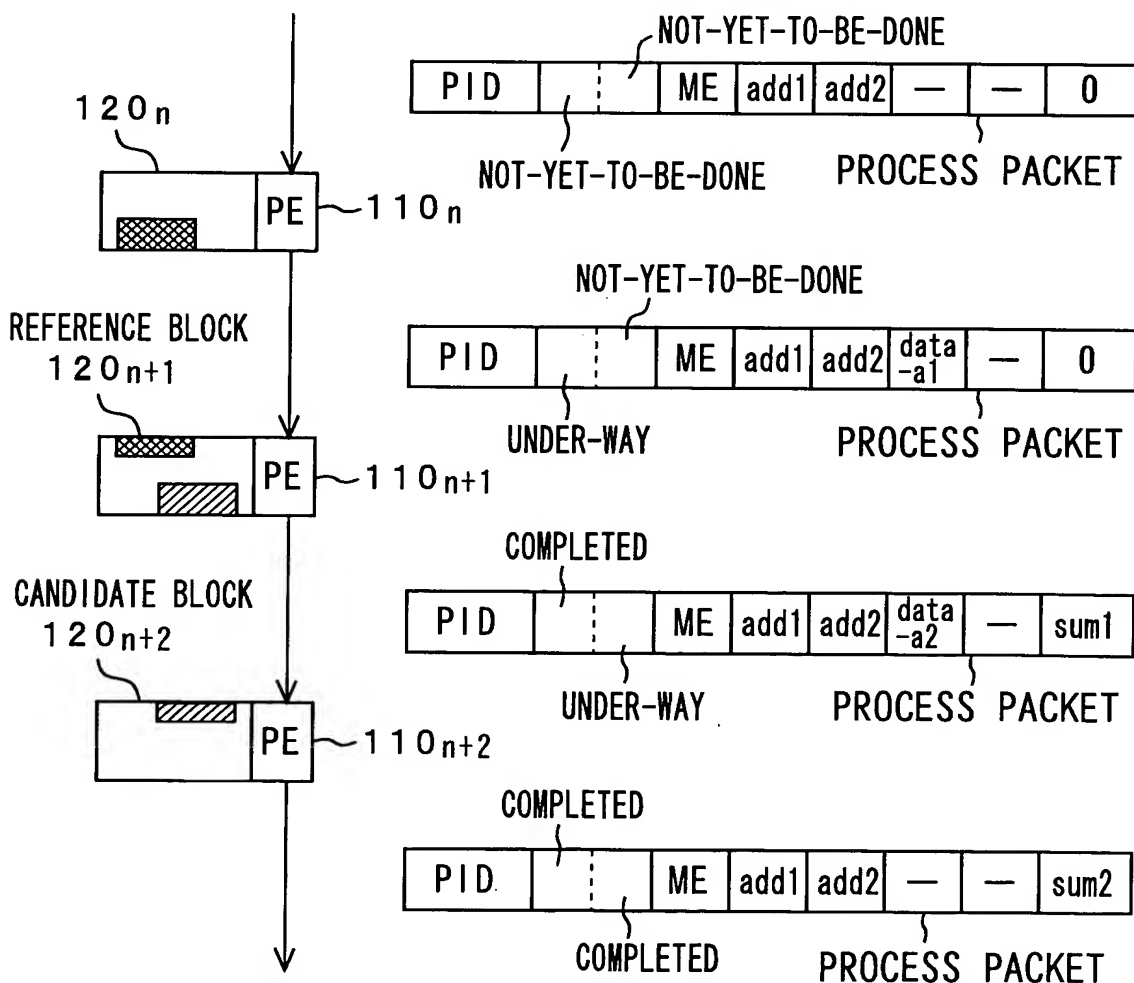 NOT-YET-TO-BE-DONE
PID ME add1 add2 — — 0
NOT-YET-TO-BE-DONE
PROCESS PACKET
120n
PE
110n
NOT-YET-TO-BE-DONE
PID ME add1 add2 data-a1 — 0
UNDER-WAY
PROCESS PACKET
REFERENCE BLOCK
120n+1
PE
110n+1
COMPLETED
PID ME add1 add2 data-a2 — sum1
UNDER-WAY
PROCESS PACKET
CANDIDATE BLOCK
120n+2
PE
110n+2
COMPLETED
PID ME add1 add2 — — sum2
COMPLETED
PROCESS PACKET